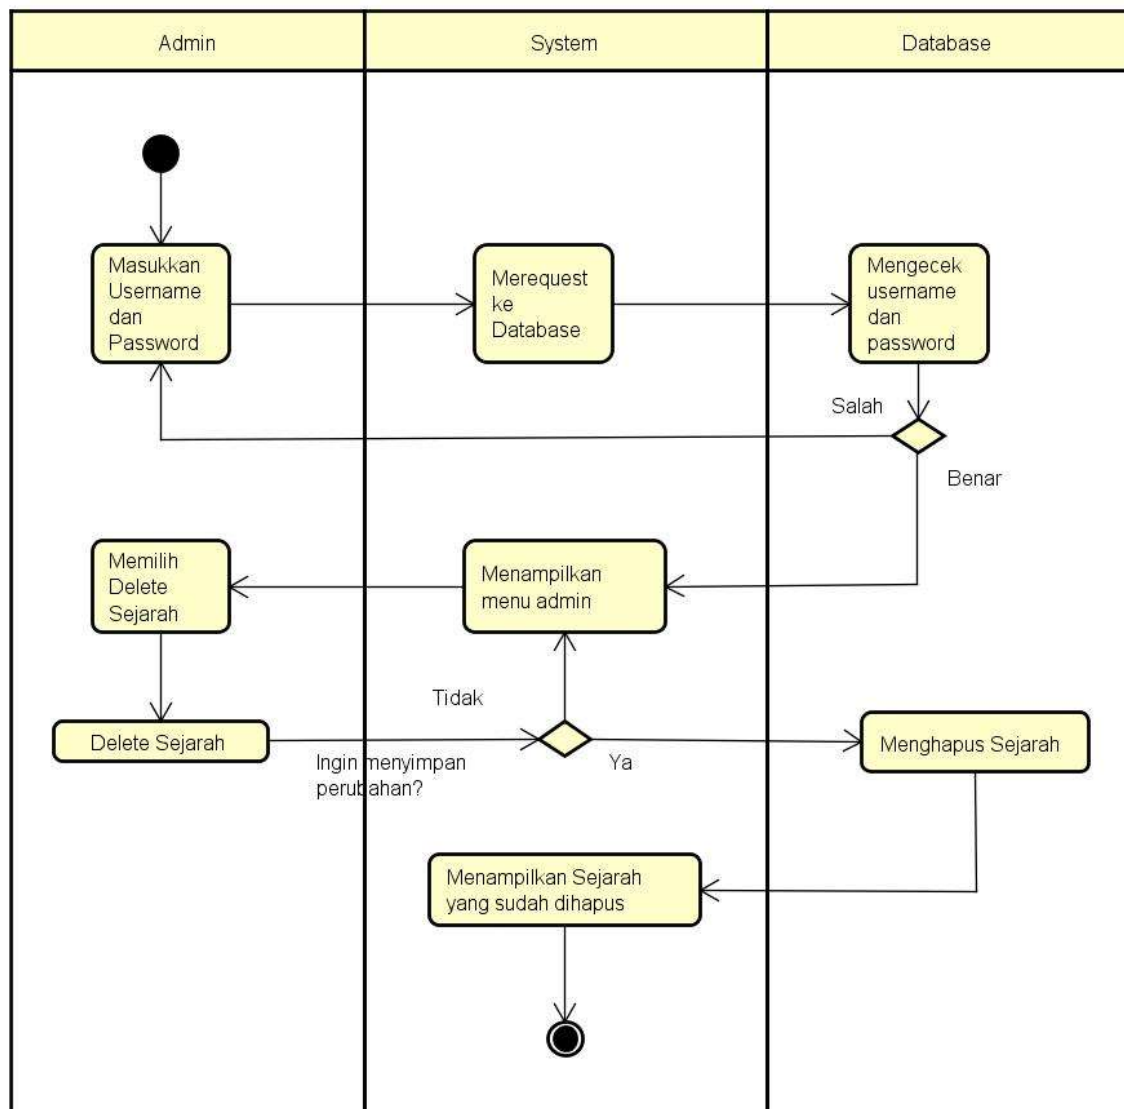 Admin
System
Database
Masukkan
Username
dan
Password
Merequest
ke
Database
Mengecek
username
dan
password
Salah
Benar
Memilih
Delete
Sejarah
Menampilkan
menu admin
Tidak
Delete Sejarah
Ingin menyimpan
perubahan?
Ya
Menghapus Sejarah
Menampilkan Sejarah
yang sudah dihapus